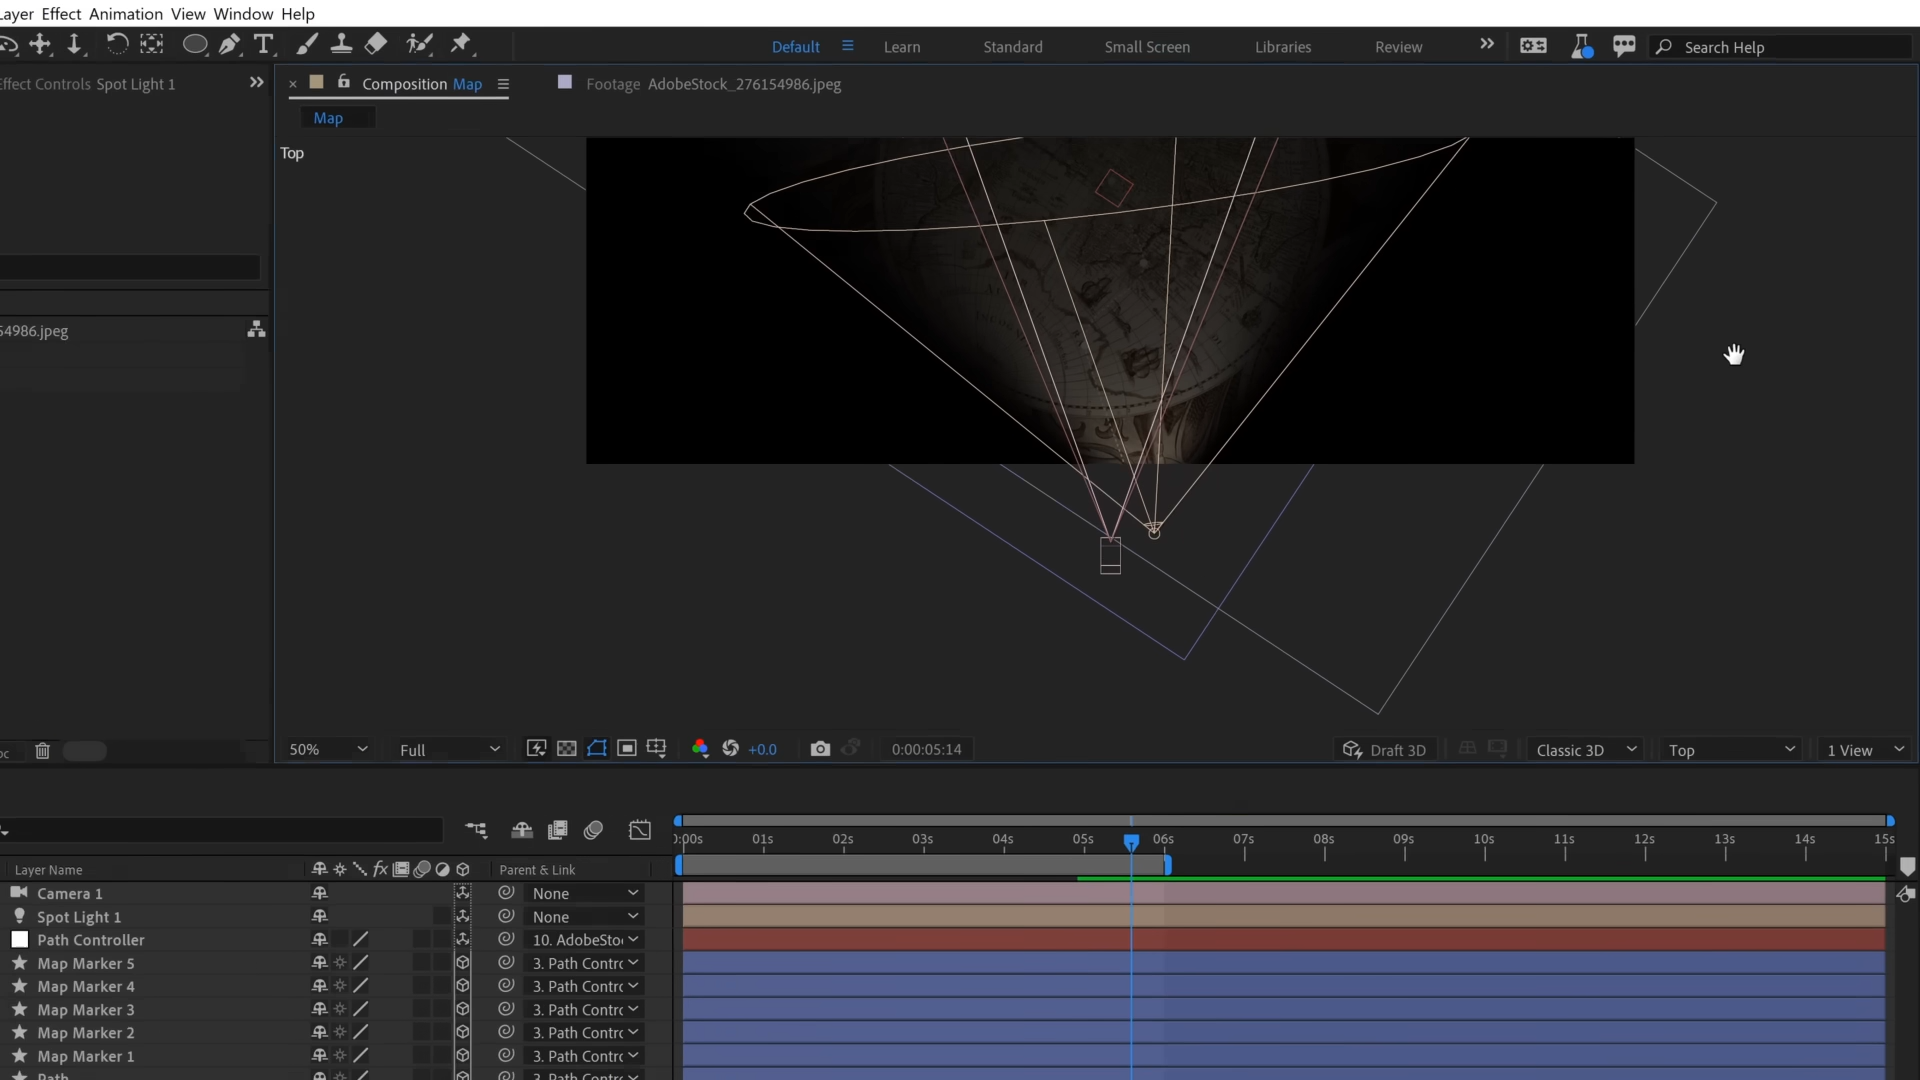 Layer Effect Animation View Window Help
Default Learn Standard Small Screen Libraries Review Search Help
Effect Controls Spot Light 1
Composition Map
Footage AdobeStock_276154986.jpeg
Map
Top
54986.jpeg
50% Full +0.0 0:00:05:14 Draft 3D Classic 3D Top 1 View
0:00s 01s 02s 03s 04s 05s 06s 07s 08s 09s 10s 11s 12s 13s 14s 15s
Layer Name fx Parent & Link
Camera 1 None
Spot Light 1 None
Path Controller 10. AdobeSto
Map Marker 5 3. Path Contr
Map Marker 4 3. Path Contr
Map Marker 3 3. Path Contr
Map Marker 2 3. Path Contr
Map Marker 1 3. Path Contr
Path 3. Path Contr